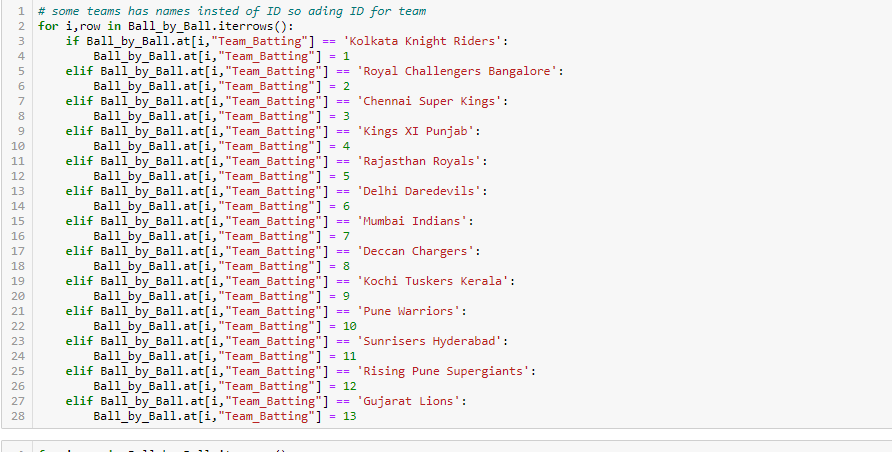 1 # some teams has names insted of ID so ading ID for team
2 for i,row in Ball_by_Ball.iterrows():
3     if Ball_by_Ball.at[i,"Team_Batting"] == 'Kolkata Knight Riders':
4         Ball_by_Ball.at[i,"Team_Batting"] = 1
5     elif Ball_by_Ball.at[i,"Team_Batting"] == 'Royal Challengers Bangalore':
6         Ball_by_Ball.at[i,"Team_Batting"] = 2
7     elif Ball_by_Ball.at[i,"Team_Batting"] == 'Chennai Super Kings':
8         Ball_by_Ball.at[i,"Team_Batting"] = 3
9     elif Ball_by_Ball.at[i,"Team_Batting"] == 'Kings XI Punjab':
10         Ball_by_Ball.at[i,"Team_Batting"] = 4
11     elif Ball_by_Ball.at[i,"Team_Batting"] == 'Rajasthan Royals':
12         Ball_by_Ball.at[i,"Team_Batting"] = 5
13     elif Ball_by_Ball.at[i,"Team_Batting"] == 'Delhi Daredevils':
14         Ball_by_Ball.at[i,"Team_Batting"] = 6
15     elif Ball_by_Ball.at[i,"Team_Batting"] == 'Mumbai Indians':
16         Ball_by_Ball.at[i,"Team_Batting"] = 7
17     elif Ball_by_Ball.at[i,"Team_Batting"] == 'Deccan Chargers':
18         Ball_by_Ball.at[i,"Team_Batting"] = 8
19     elif Ball_by_Ball.at[i,"Team_Batting"] == 'Kochi Tuskers Kerala':
20         Ball_by_Ball.at[i,"Team_Batting"] = 9
21     elif Ball_by_Ball.at[i,"Team_Batting"] == 'Pune Warriors':
22         Ball_by_Ball.at[i,"Team_Batting"] = 10
23     elif Ball_by_Ball.at[i,"Team_Batting"] == 'Sunrisers Hyderabad':
24         Ball_by_Ball.at[i,"Team_Batting"] = 11
25     elif Ball_by_Ball.at[i,"Team_Batting"] == 'Rising Pune Supergiants':
26         Ball_by_Ball.at[i,"Team_Batting"] = 12
27     elif Ball_by_Ball.at[i,"Team_Batting"] == 'Gujarat Lions':
28         Ball_by_Ball.at[i,"Team_Batting"] = 13